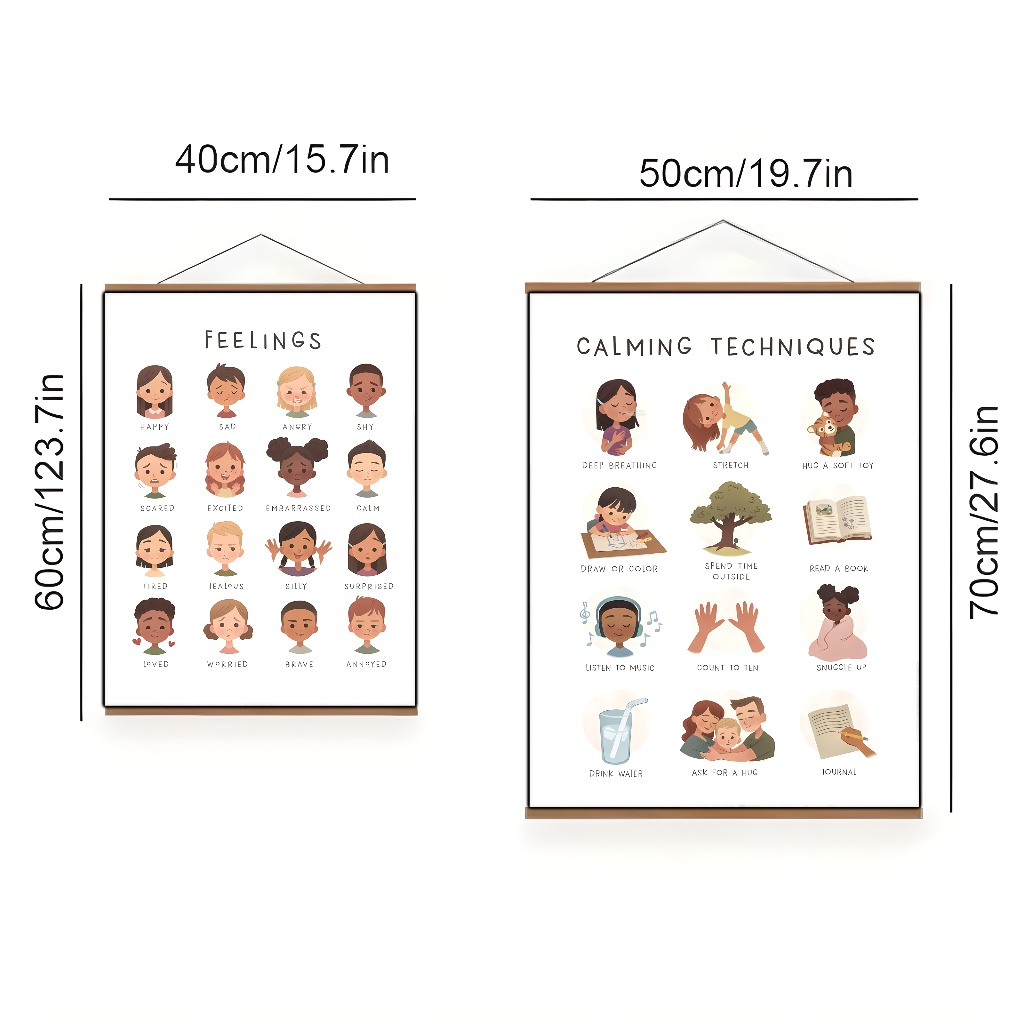 40cm/15.7in
50cm/19.7in
60cm/123.7in
70cm/27.6in
FEELINGS
HAPPY SAD ANGRY SHY
SCARED EXCITED EMBARRASSED CALM
TIRED JEALOUS SILLY SURPRISED
LOVED WORRIED BRAVE ANNOYED
CALMING TECHNIQUES
DEEP BREATHING STRETCH HUG A SOFT TOY
DRAW OR COLOR SPEND TIME OUTSIDE READ A BOOK
LISTEN TO MUSIC COUNT TO TEN SNUGGLE UP
DRINK WATER ASK FOR A HUG JOURNAL